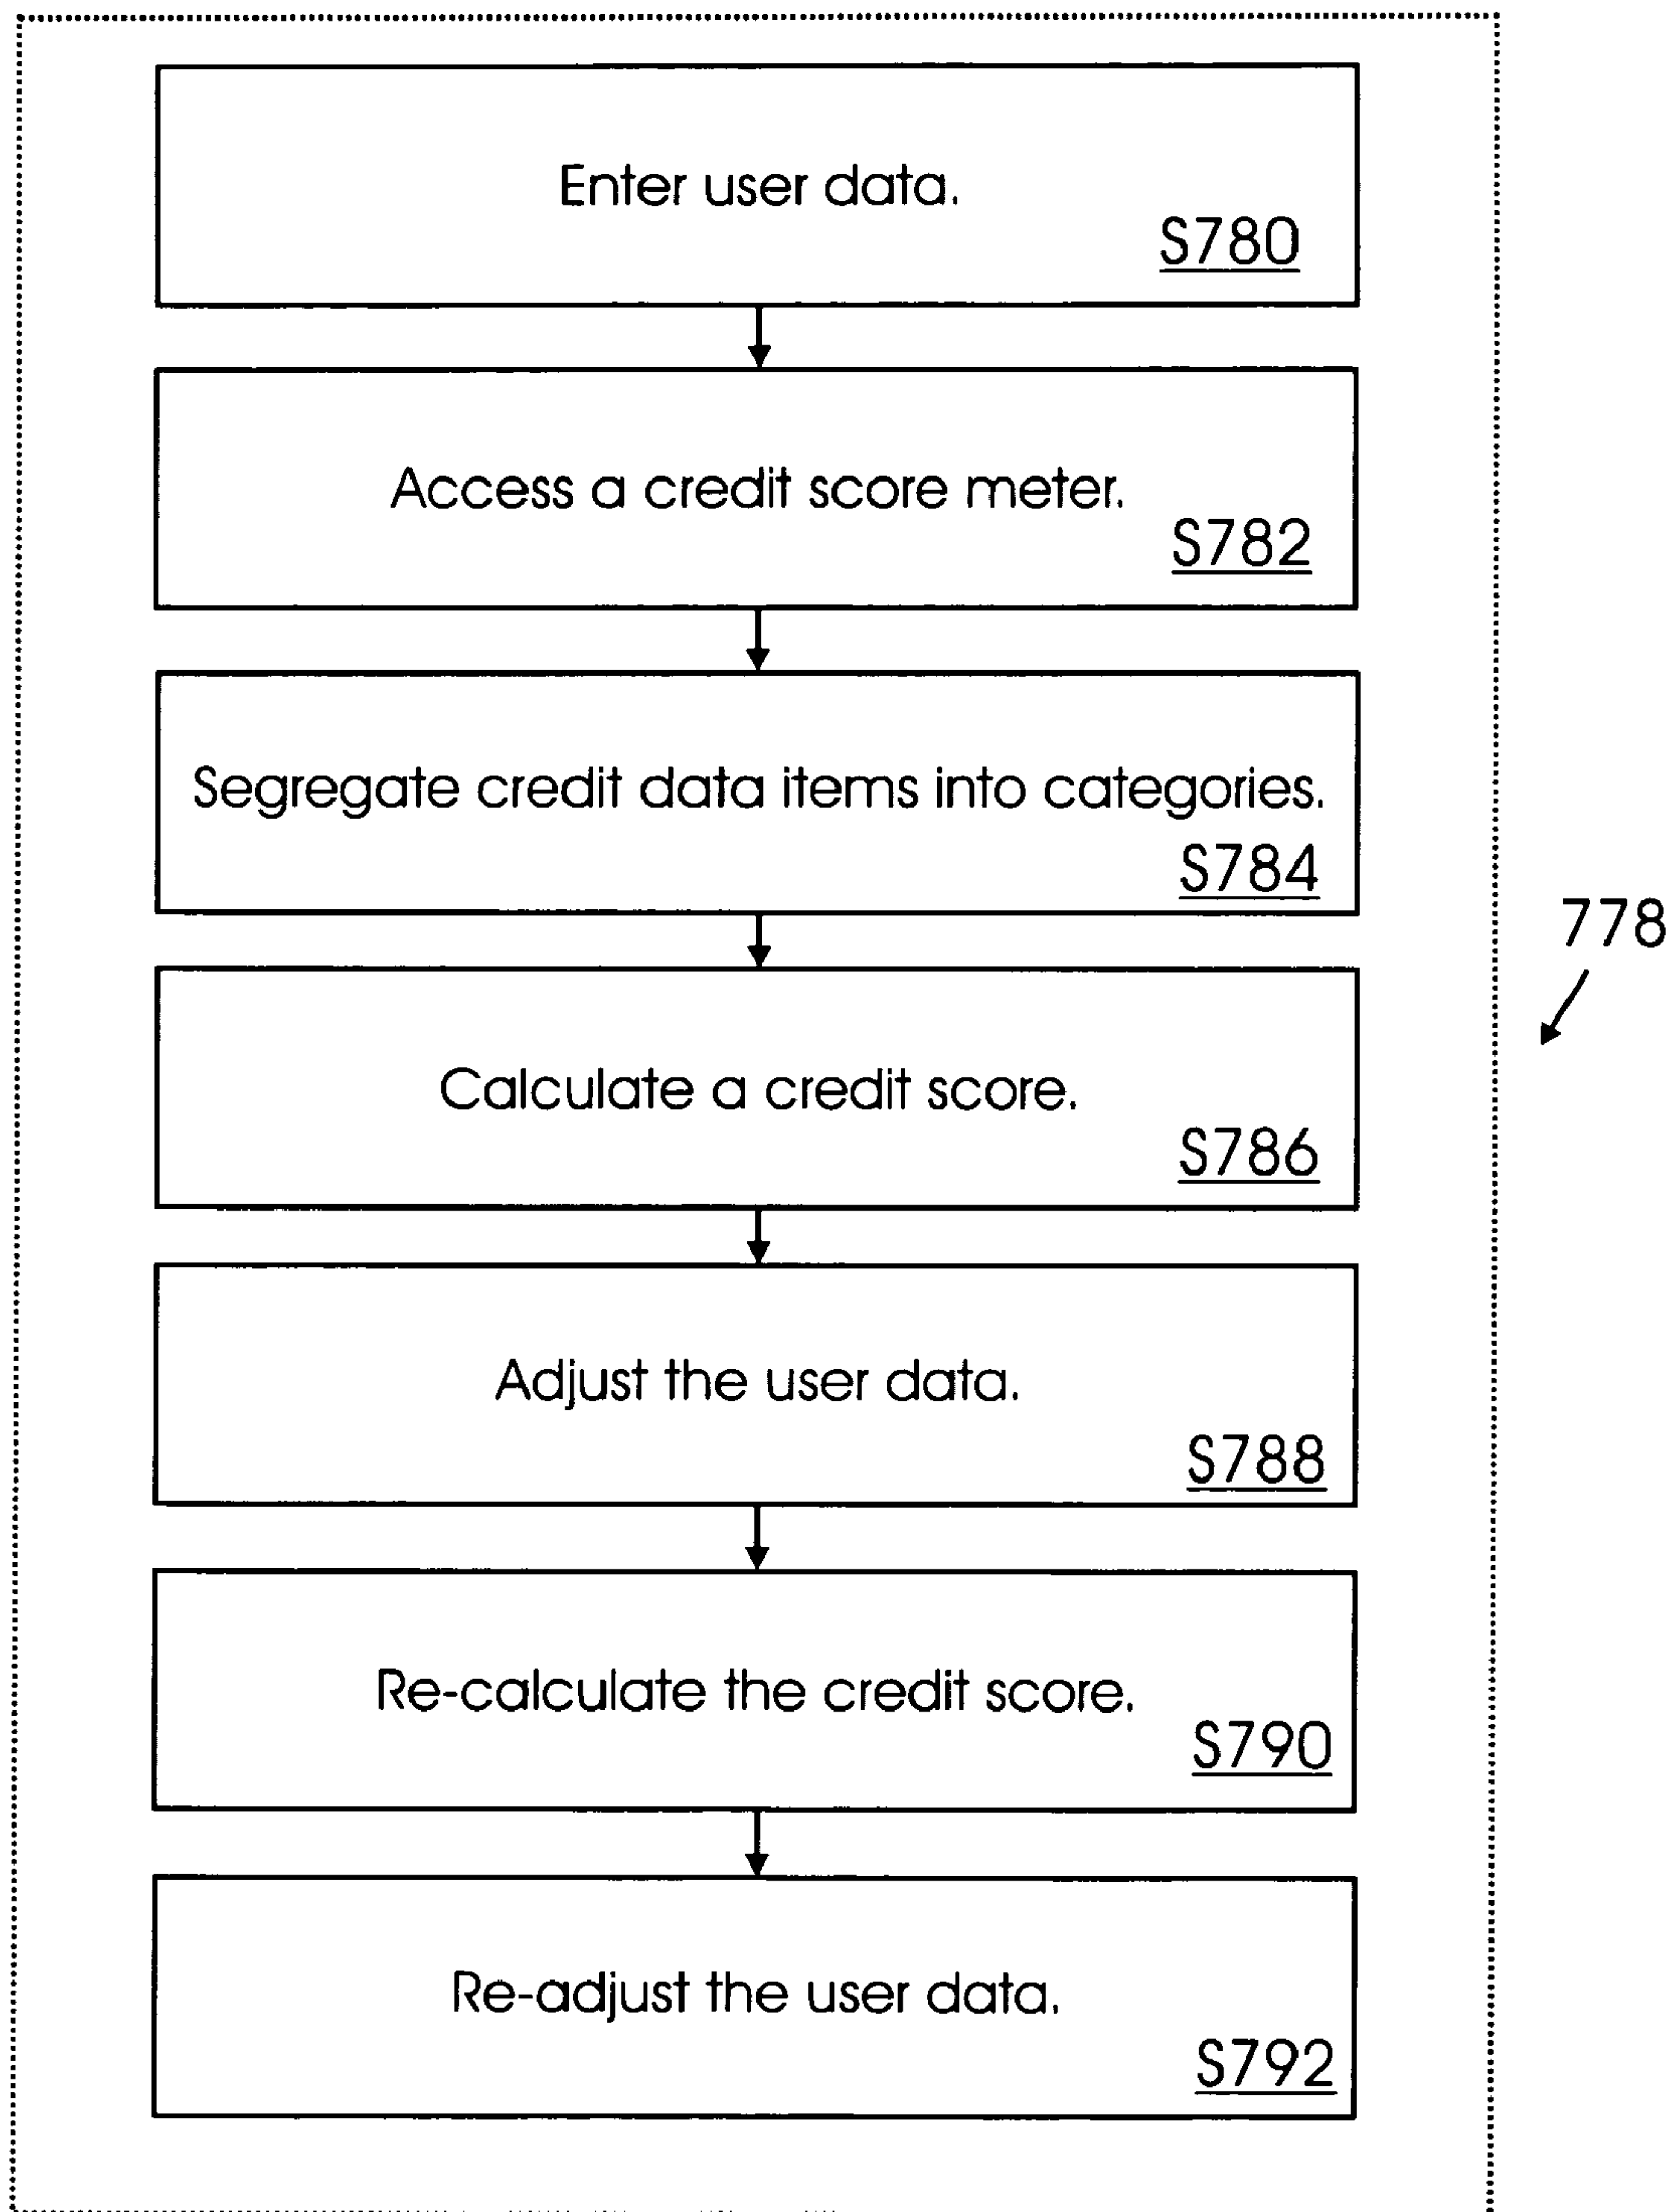 Enter user data.
S780
Access a credit score meter.
S782
Segregate credit data items into categories.
S784
778
Calculate a credit score.
S786
Adjust the user data.
S788
Re-calculate the credit score.
S790
Re-adjust the user data.
S792